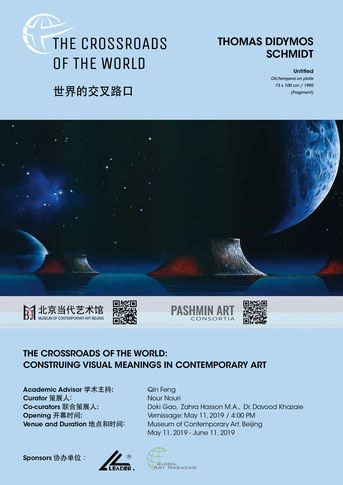 THE CROSSROADS
OF THE WORLD
世界的交叉路口
THOMAS DIDYMOS
SCHMIDT
Untitled
Oil/tempera on plate
73 x 100 cm / 1992
(Fragment)
北京当代艺术馆
MUSEUM OF CONTEMPORARY ART BEIJING
PASHMIN ART
CONSORTIA
THE CROSSROADS OF THE WORLD:
CONSTRUING VISUAL MEANINGS IN CONTEMPORARY ART
Academic Advisor 学术主持: Qin Feng
Curator 策展人: Nour Nouri
Co-curators 联合策展人: Doki Gao, Zahra Hasson M.A., Dr. Davood Khazaie
Opening 开幕时间: Vernissage: May 11, 2019 / 4:00 PM
Venue and Duration 地点和时间: Museum of Contemporary Art, Beijing
May 11, 2019 - June 11, 2019
Sponsors 协办单位:
LEADER
GLOBAL
ART MAGAZINE